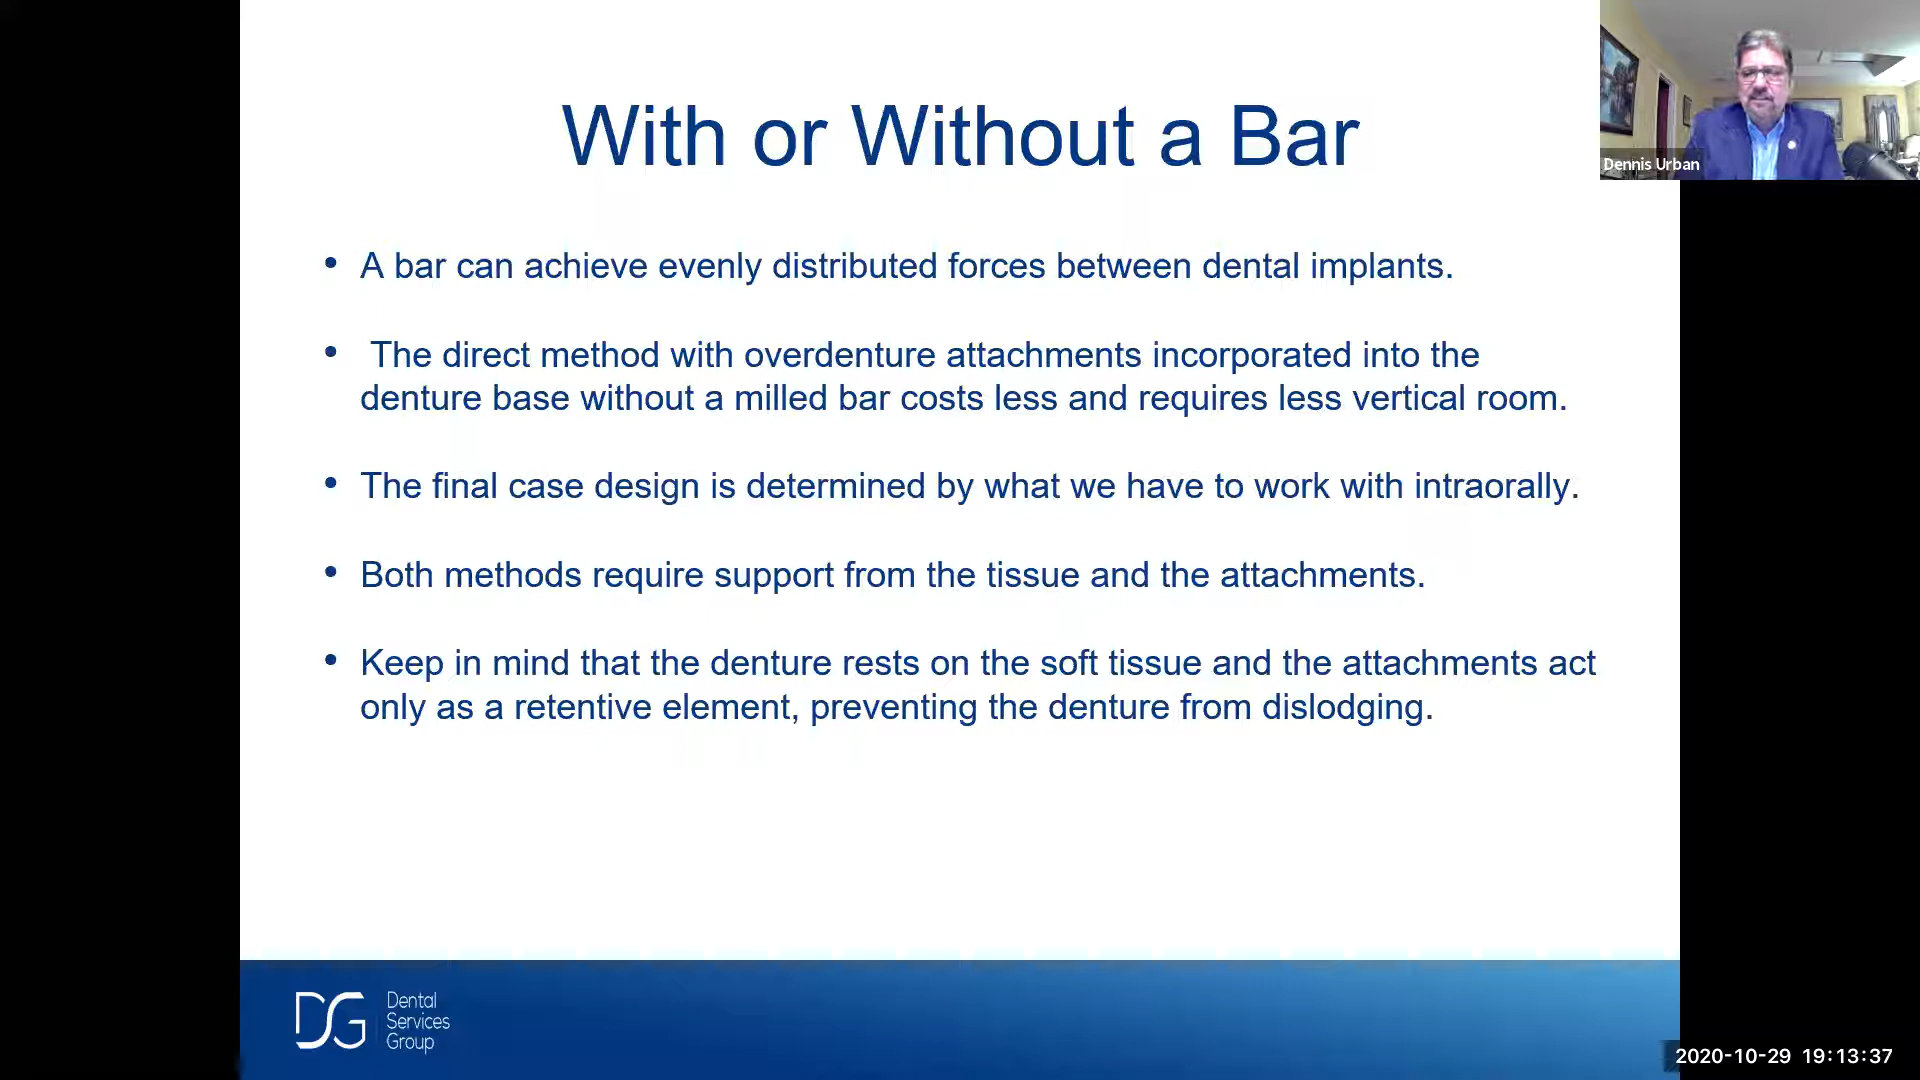 With or Without a Bar
Dennis Urban
• A bar can achieve evenly distributed forces between dental implants.
• The direct method with overdenture attachments incorporated into the
denture base without a milled bar costs less and requires less vertical room.
• The final case design is determined by what we have to work with intraorally.
• Both methods require support from the tissue and the attachments.
• Keep in mind that the denture rests on the soft tissue and the attachments act
only as a retentive element, preventing the denture from dislodging.
DSG
Dental
Services
Group
2020-10-29 19:13:37